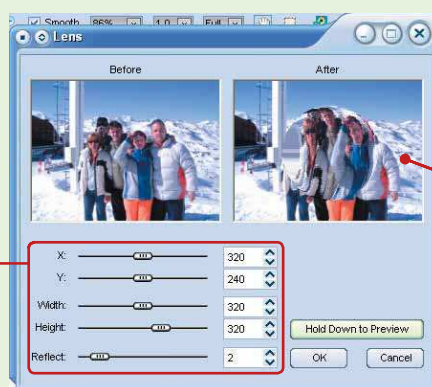 Smooth 86% 1.0 Full
Lens
Before After
X: 320
Y: 240
Width: 320
Height: 320 Hold Down to Preview
Reflect: 2 OK Cancel